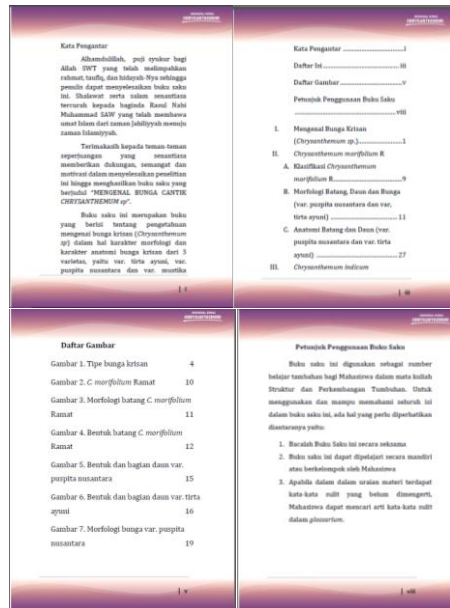 CHRYSANTHEMUM
Kata Pengantar
Alhamdulillah, puji syukur bagi
Allah SWT yang telah melimpahkan
rahmat, taufiq, dan hidayah-Nya sehingga
penulis dapat menyelesaikan buku saku
ini. Shalawat serta salam senantiasa
tercurah kepada baginda Rasul Nabi
Muhammad SAW yang telah membawa
umat Islam dari zaman Jahiliyyah menuju
zaman Islamiyyah.
Terimakasih kepada teman-teman
seperjuangan yang senantiasa
memberikan dukungan, semangat dan
motivasi dalam menyelesaikan penelitian
ini hingga menghasilkan buku saku yang
berjudul "MENGENAL BUNGA CANTIK
CHRYSANTHEMUM sp".
Buku saku ini merupakan buku
yang berisi tentang pengetahuan
mengenai bunga krisan (Chrysanthemum
sp) dalam hal karakter morfologi dan
karakter anatomi bunga krisan dari 3
varietas, yaitu var. tirta ayuni, var.
puspita nusantara dan var. mustika
| i
CHRYSANTHEMUM
Kata Pengantar ...............................i
Daftar Isi ...................................... iii
Daftar Gambar ...............................v
Petunjuk Penggunaan Buku Saku
.................................................... viii
I. Mengenal Bunga Krisan
(Chrysanthemum sp.)......................1
II. Chrysanthemum morifolium R
A. Klasifikasi Chrysanthemum
morifolium R...................................9
B. Morfologi Batang, Daun dan Bunga
(var. puspita nusantara dan var,
tirta ayuni) .................... 11
C. Anatomi Batang dan Daun (var.
puspita nusantara dan var. tirta
ayuni) ........................... 27
III. Chrysanthemum indicum
| iii
CHRYSANTHEMUM
Daftar Gambar
Gambar 1. Tipe bunga krisan 4
Gambar 2. C. morifolium Ramat 10
Gambar 3. Morfologi batang C. morifolium
Ramat 11
Gambar 4. Bentuk batang C. morifolium
Ramat 12
Gambar 5. Bentuk dan bagian daun var.
puspita nusantara 15
Gambar 6. Bentuk dan bagian daun var. tirta
ayuni 16
Gambar 7. Morfologi bunga var. puspita
nusantara 19
| v
CHRYSANTHEMUM
Petunjuk Penggunaan Buku Saku
Buku saku ini digunakan sebagai sumber
belajar tambahan bagi Mahasiswa dalam mata kuliah
Struktur dan Perkembangan Tumbuhan. Untuk
menggunakan dan mampu memahami seluruh isi
dalam buku saku ini, ada hal yang perlu diperhatikan
diantaranya yaitu:
1. Bacalah Buku Saku ini secara seksama
2. Buku saku ini dapat dipelajari secara mandiri
atau berkelompok oleh Mahasiswa
3. Apabila dalam dalam uraian materi terdapat
kata-kata sulit yang belum dimengerti,
Mahasiswa dapat mencari arti kata-kata sulit
dalam glossarium.
| viii